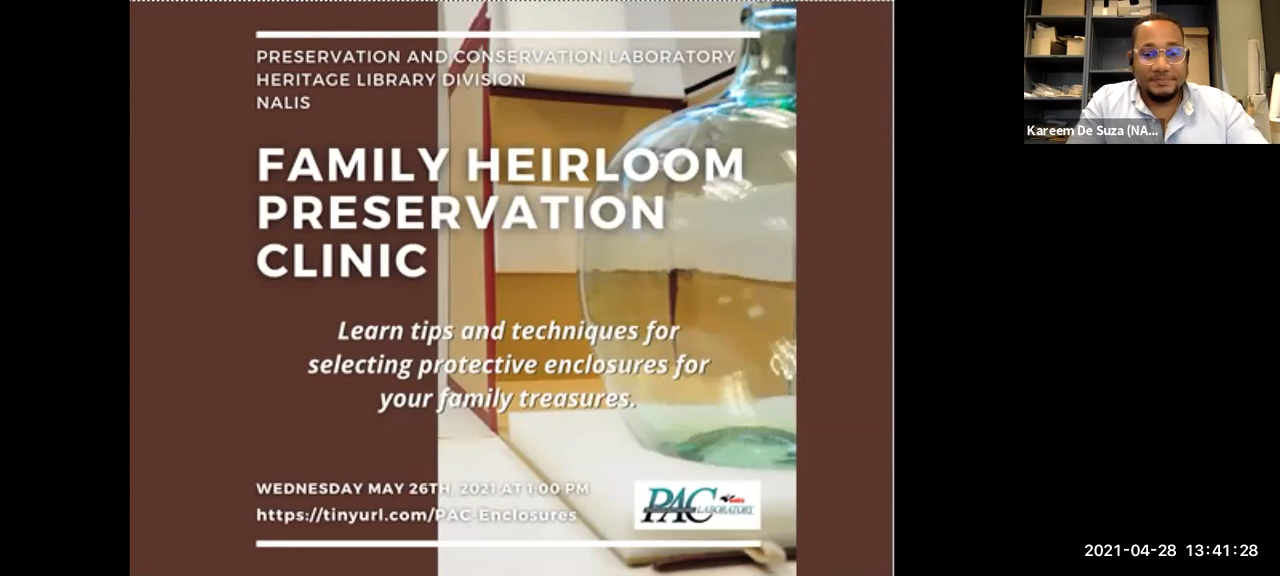 PRESERVATION AND CONSERVATION LABORATORY
HERITAGE LIBRARY DIVISION
NALIS
FAMILY HEIRLOOM
PRESERVATION
CLINIC
Learn tips and techniques for
selecting protective enclosures for
your family treasures.
WEDNESDAY MAY 26TH, 2021 AT 1:00 PM
https://tinyurl.com/PAC-Enclosures
PAC
LABORATORY
Kareem De Suza (NA...
2021-04-28 13:41:28